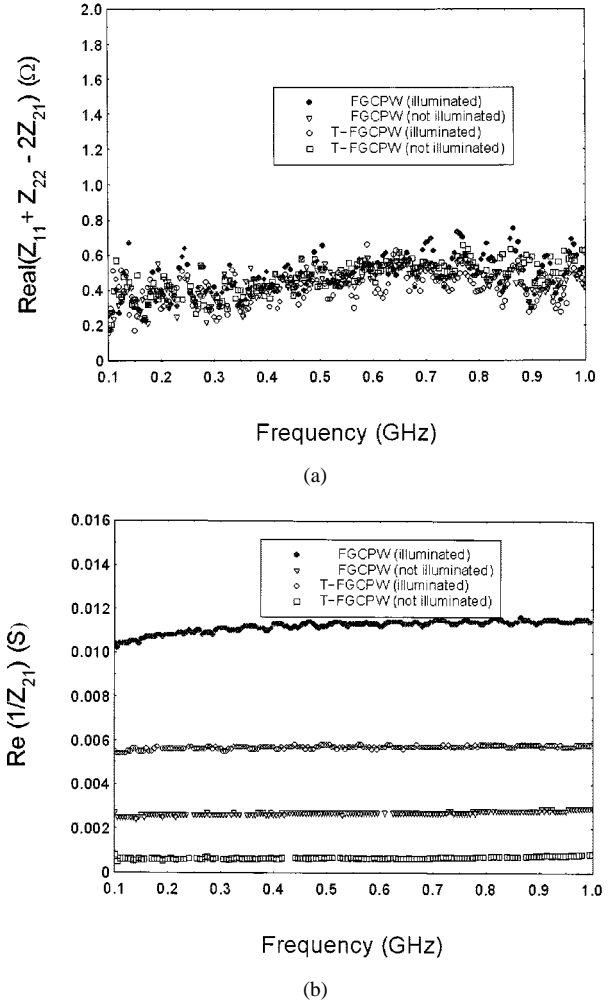 2.0
1.8
1.6
1.4
1.2
1.0
0.8
0.6
0.4
0.2
0
Real(Z11 + Z22 - 2Z21) (Ω)
FGCPW (illuminated)
FGCPW (not illuminated)
T-FGCPW (illuminated)
T-FGCPW (not illuminated)
0.1 0.2 0.3 0.4 0.5 0.6 0.7 0.8 0.9 1.0
Frequency (GHz)
(a)
0.016
0.014
0.012
0.010
0.008
0.006
0.004
0.002
0
Re (1/Z21) (S)
FGCPW (illuminated)
FGCPW (not illuminated)
T-FGCPW (illuminated)
T-FGCPW (not illuminated)
0.1 0.2 0.3 0.4 0.5 0.6 0.7 0.8 0.9 1.0
Frequency (GHz)
(b)